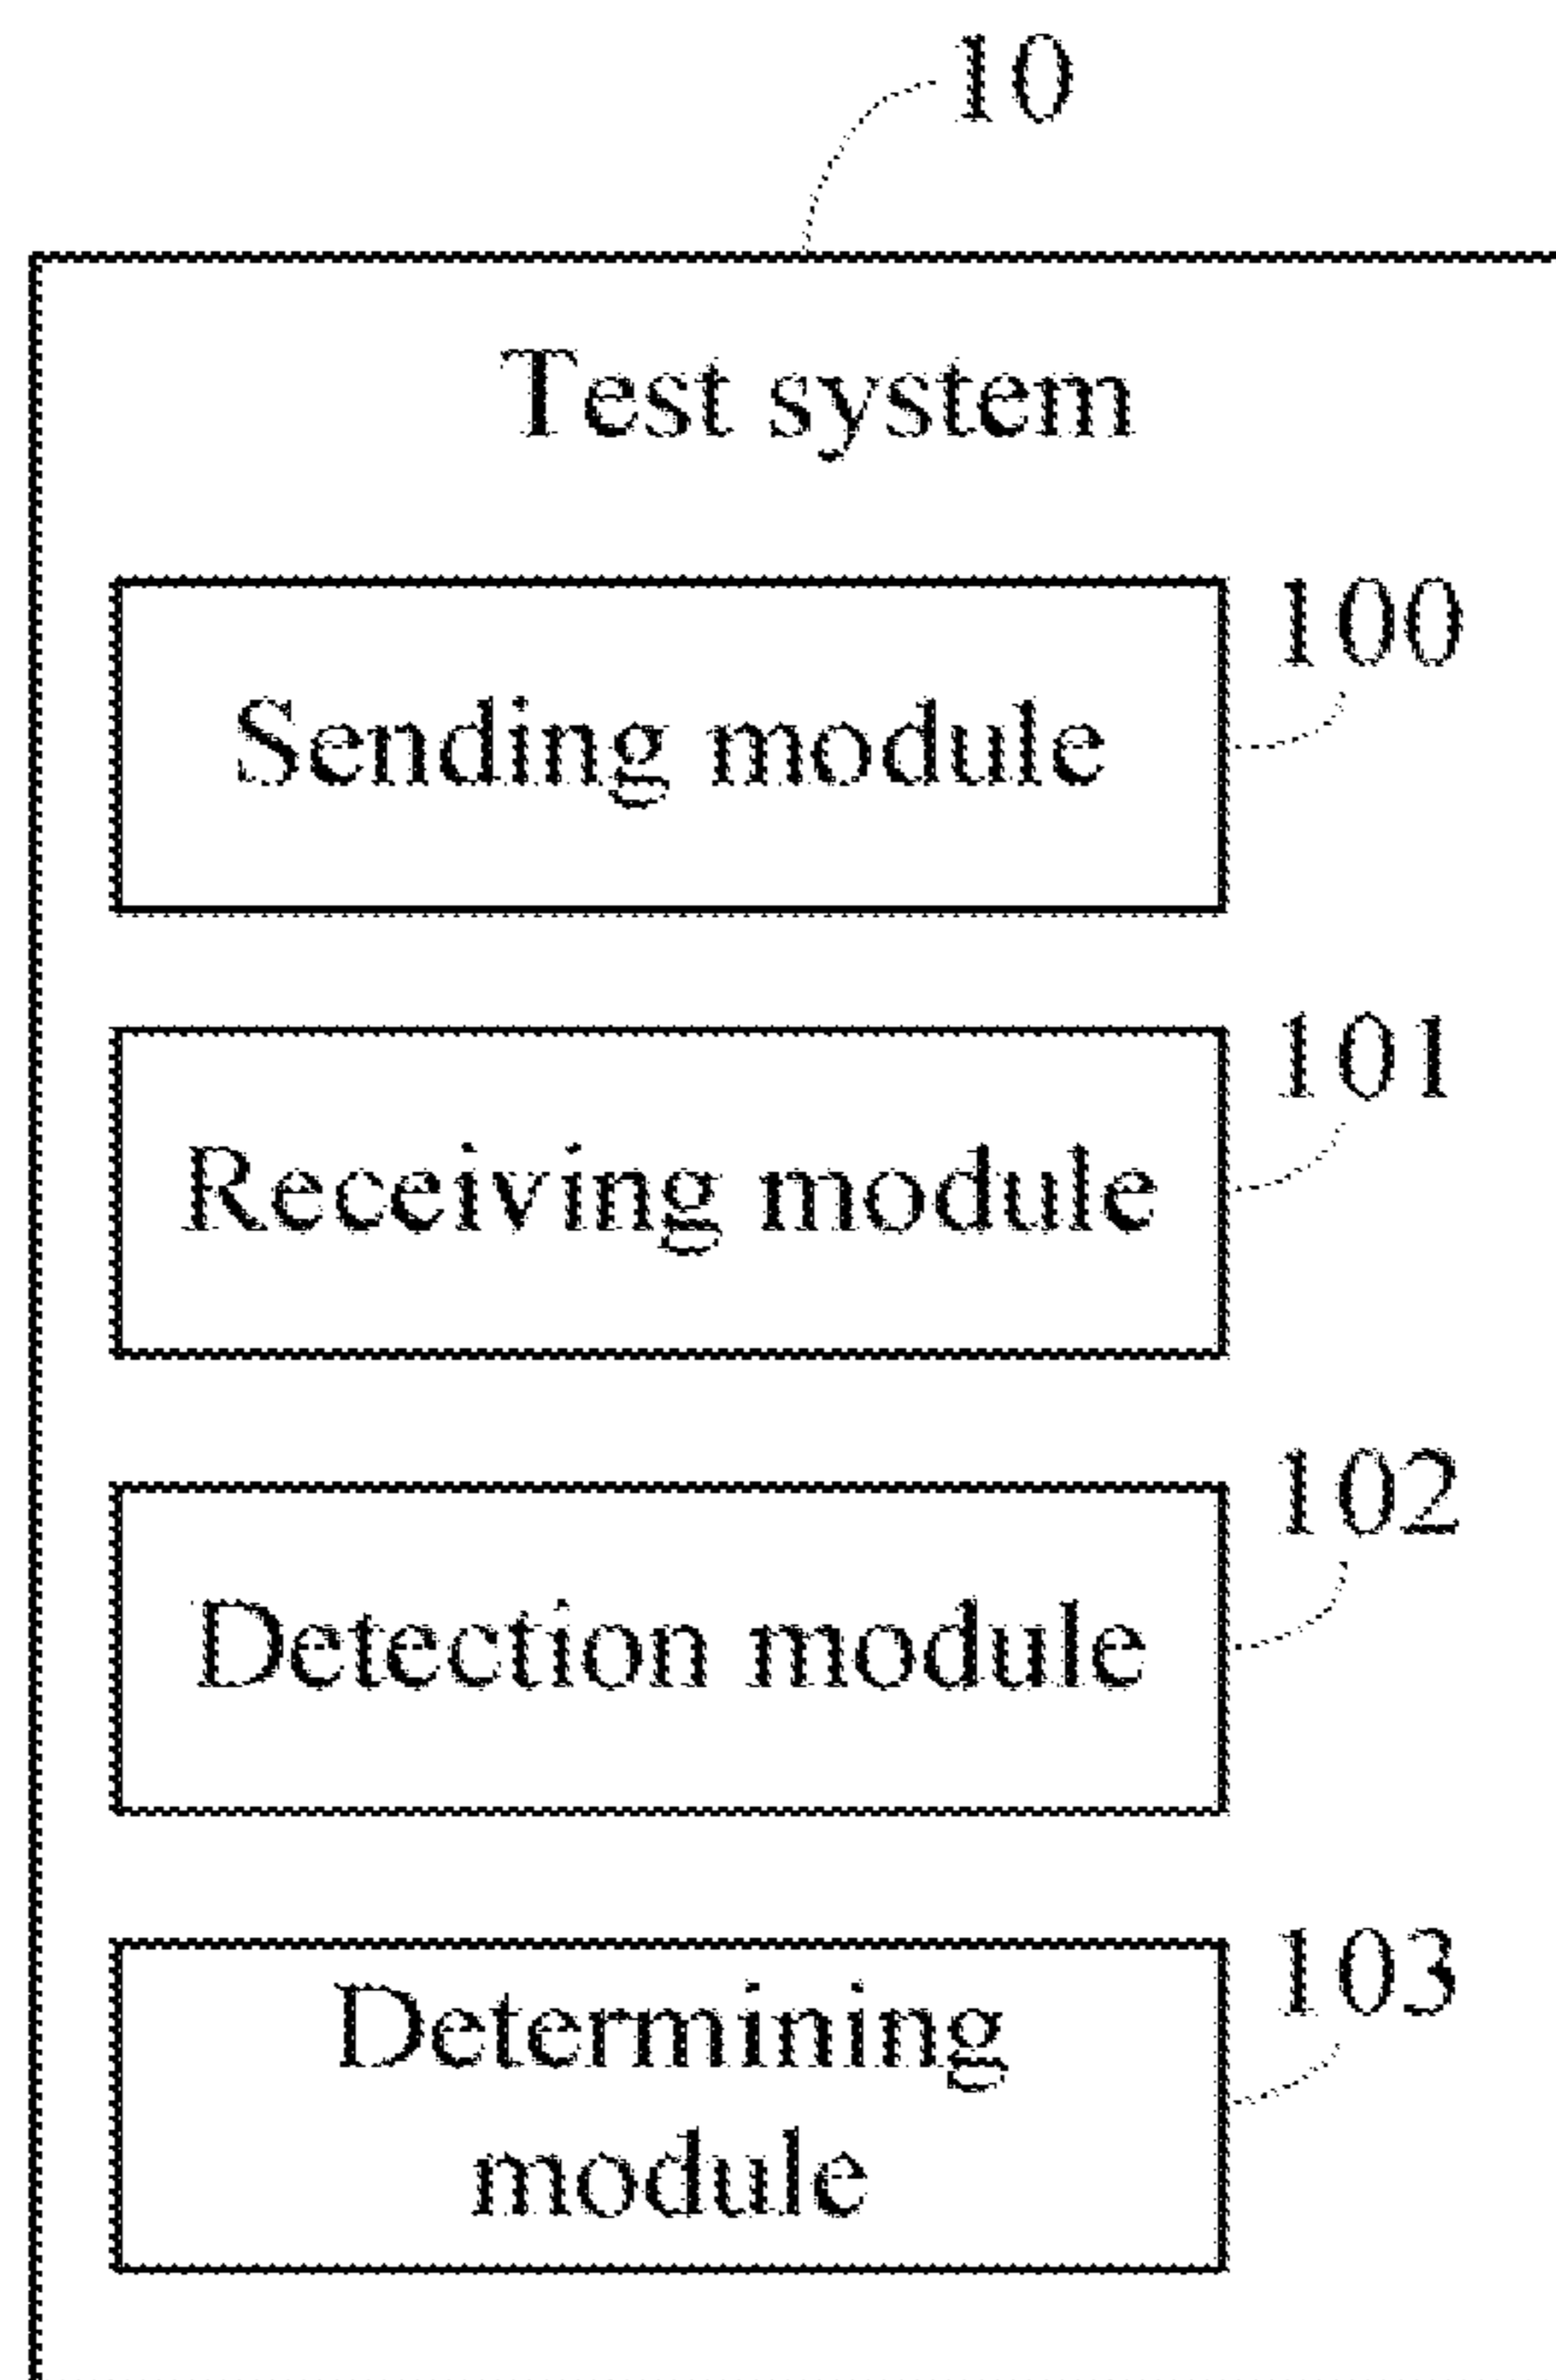 10
Test system
100
Sending module
101
Receiving module
102
Detection module
103
Determining
module